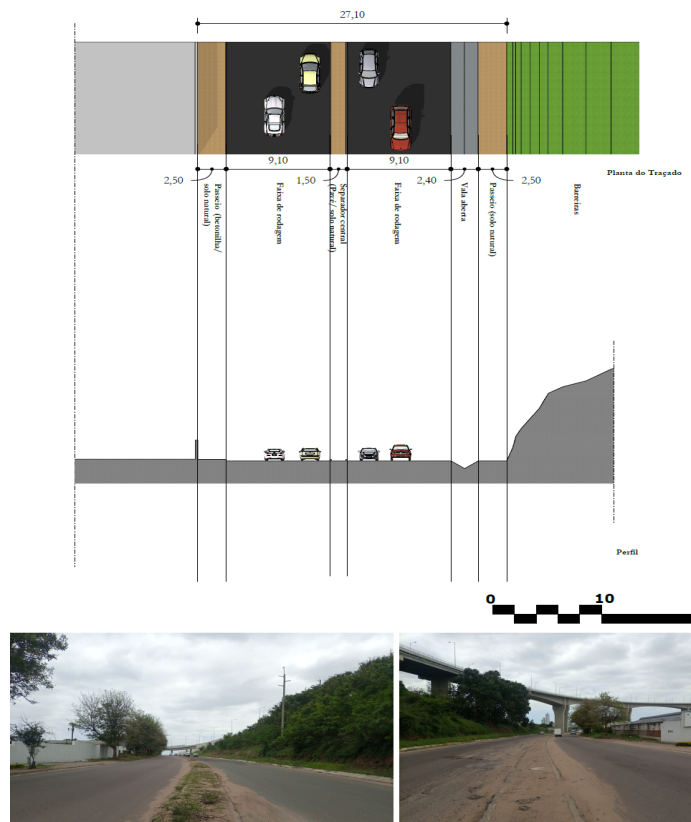 27,10
9,10
9,10
2,50
1,50
2,40
2,50
Planta do Traçado
Passeio (betonilha/
solo natural)
Faixa de rodagem
Separador central
(Pavê/ solo natural)
Faixa de rodagem
Vala aberta
Passeio (solo natural)
Barreiras
Perfil
0
10